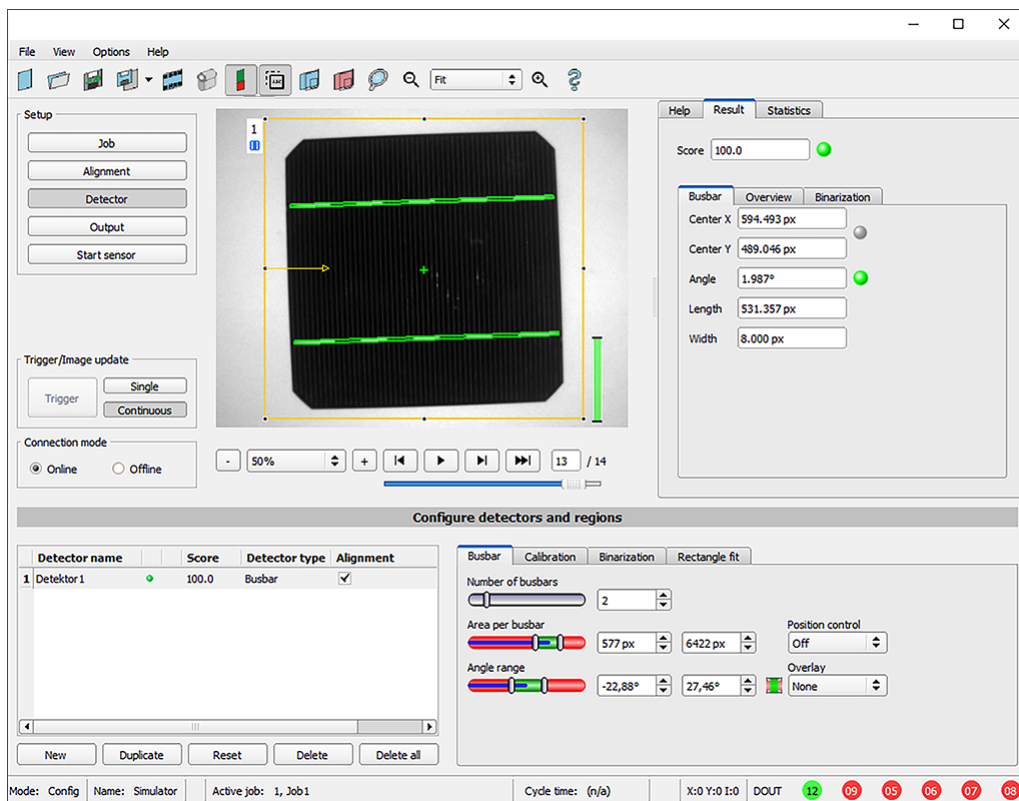 File View Options Help
Fit
Setup
Job
Alignment
Detector
Output
Start sensor
Trigger/Image update
Trigger
Single
Continuous
Connection mode
Online Offline
1
- 50% + 13 / 14
Help Result Statistics
Score 100.0
Busbar Overview Binarization
Center X 594.493 px
Center Y 489.046 px
Angle 1.987°
Length 531.357 px
Width 8.000 px
Configure detectors and regions
Detector name Score Detector type Alignment
1 Detektor1 100.0 Busbar
New Duplicate Reset Delete Delete all
Busbar Calibration Binarization Rectangle fit
Number of busbars
2
Area per busbar
577 px 6422 px
Position control
Off
Angle range
-22,88° 27,46°
Overlay
None
Mode: Config Name: Simulator Active job: 1, Job1 Cycle time: (n/a) X:0 Y:0 I:0 DOUT 12 09 05 06 07 08